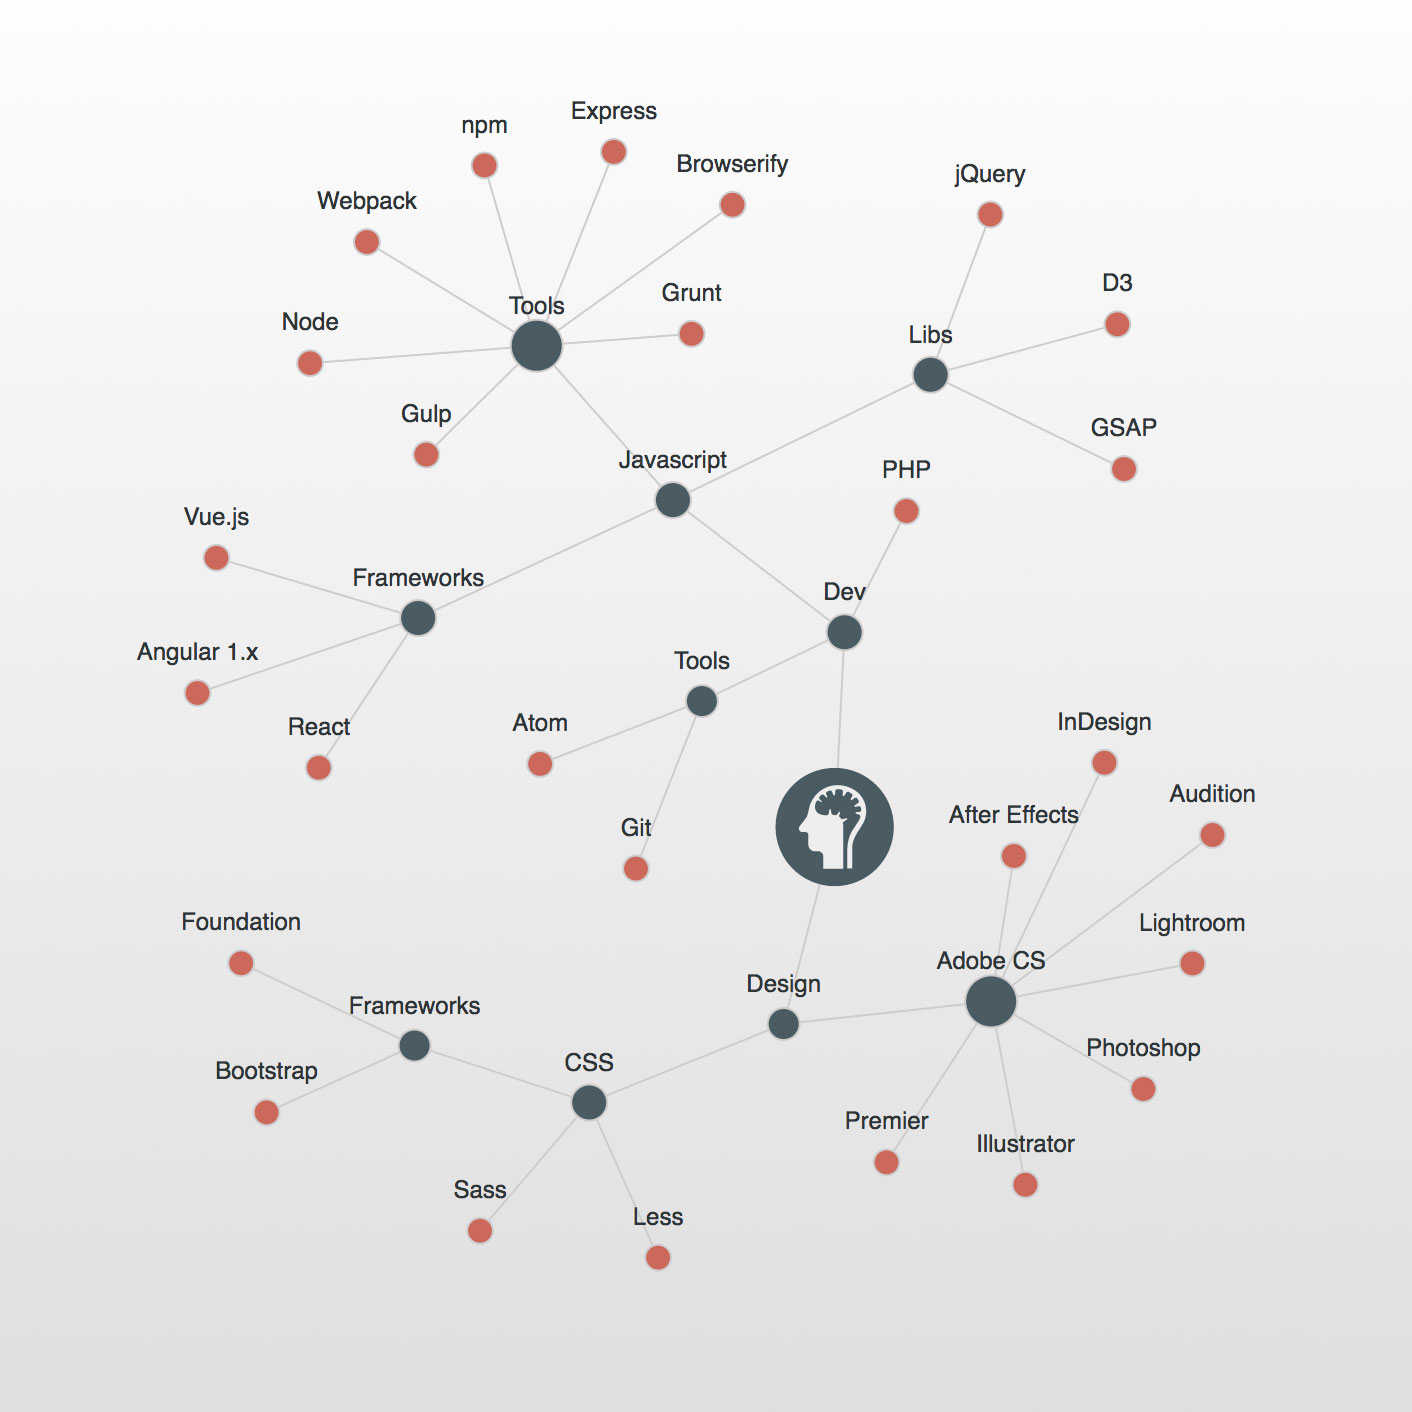 Express
npm
Browserify
jQuery
Webpack
D3
Grunt
Tools
Node
Libs
Gulp
GSAP
Javascript
PHP
Vue.js
Frameworks
Dev
Angular 1.x
Tools
InDesign
Atom
React
Audition
After Effects
Git
Foundation
Lightroom
Adobe CS
Design
Frameworks
Photoshop
CSS
Bootstrap
Premier
Illustrator
Sass
Less